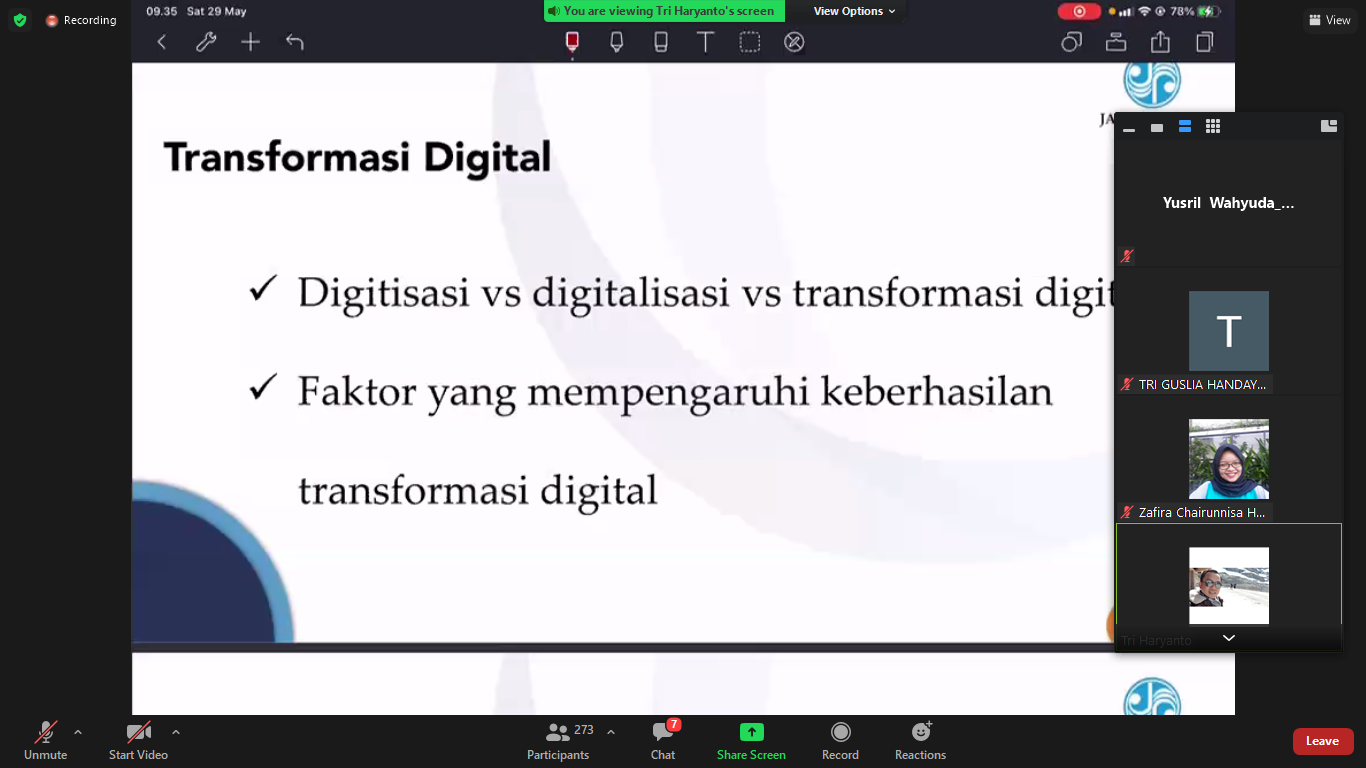 Recording
09.35 Sat 29 May
You are viewing Tri Haryanto's screen
View Options
78%
View
JA
Transformasi Digital
✓ Digitisasi vs digitalisasi vs transformasi digit
✓ Faktor yang mempengaruhi keberhasilan
transformasi digital
Yusril Wahyuda_...
T
TRI GUSLIA HANDAY...
Zafira Chairunnisa H...
Tri Haryanto
Unmute
Start Video
273
Participants
7
Chat
Share Screen
Record
Reactions
Leave